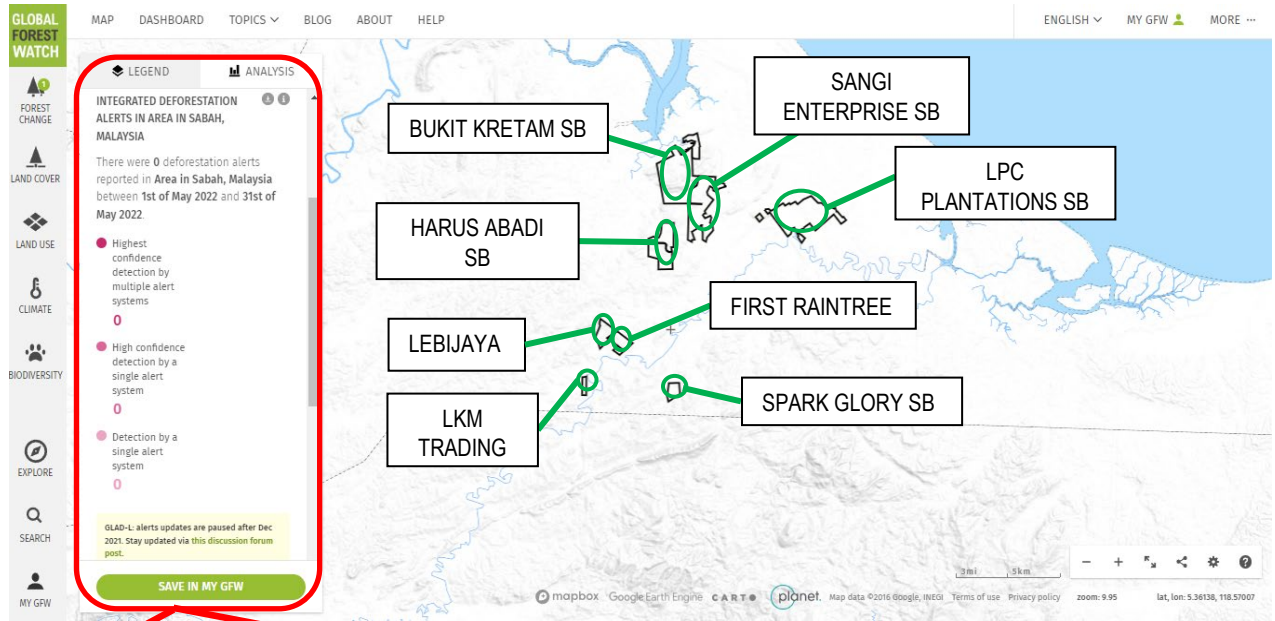 GLOBAL
FOREST
WATCH
MAP DASHBOARD TOPICS BLOG ABOUT HELP
ENGLISH MY GFW MORE ···
1
FOREST
CHANGE
LAND COVER
LAND USE
CLIMATE
BIODIVERSITY
EXPLORE
SEARCH
MY GFW
LEGEND ANALYSIS
INTEGRATED DEFORESTATION
ALERTS IN AREA IN SABAH,
MALAYSIA
There were 0 deforestation alerts
reported in Area in Sabah, Malaysia
between 1st of May 2022 and 31st of
May 2022.
Highest
confidence
detection by
multiple alert
systems
0
High confidence
detection by a
single alert
system
0
Detection by a
single alert
system
0
GLAD-L: alerts updates are paused after Dec
2021. Stay updated via this discussion forum
post.
SAVE IN MY GFW
BUKIT KRETAM SB
SANGI
ENTERPRISE SB
LPC
PLANTATIONS SB
HARUS ABADI
SB
FIRST RAINTREE
LEBIJAYA
SPARK GLORY SB
LKM
TRADING
3mi 5km
mapbox Google Earth Engine CARTO planet. Map data ©2016 Google, INEGI Terms of use Privacy policy zoom: 9.95 lat, lon: 5.36138, 118.57007